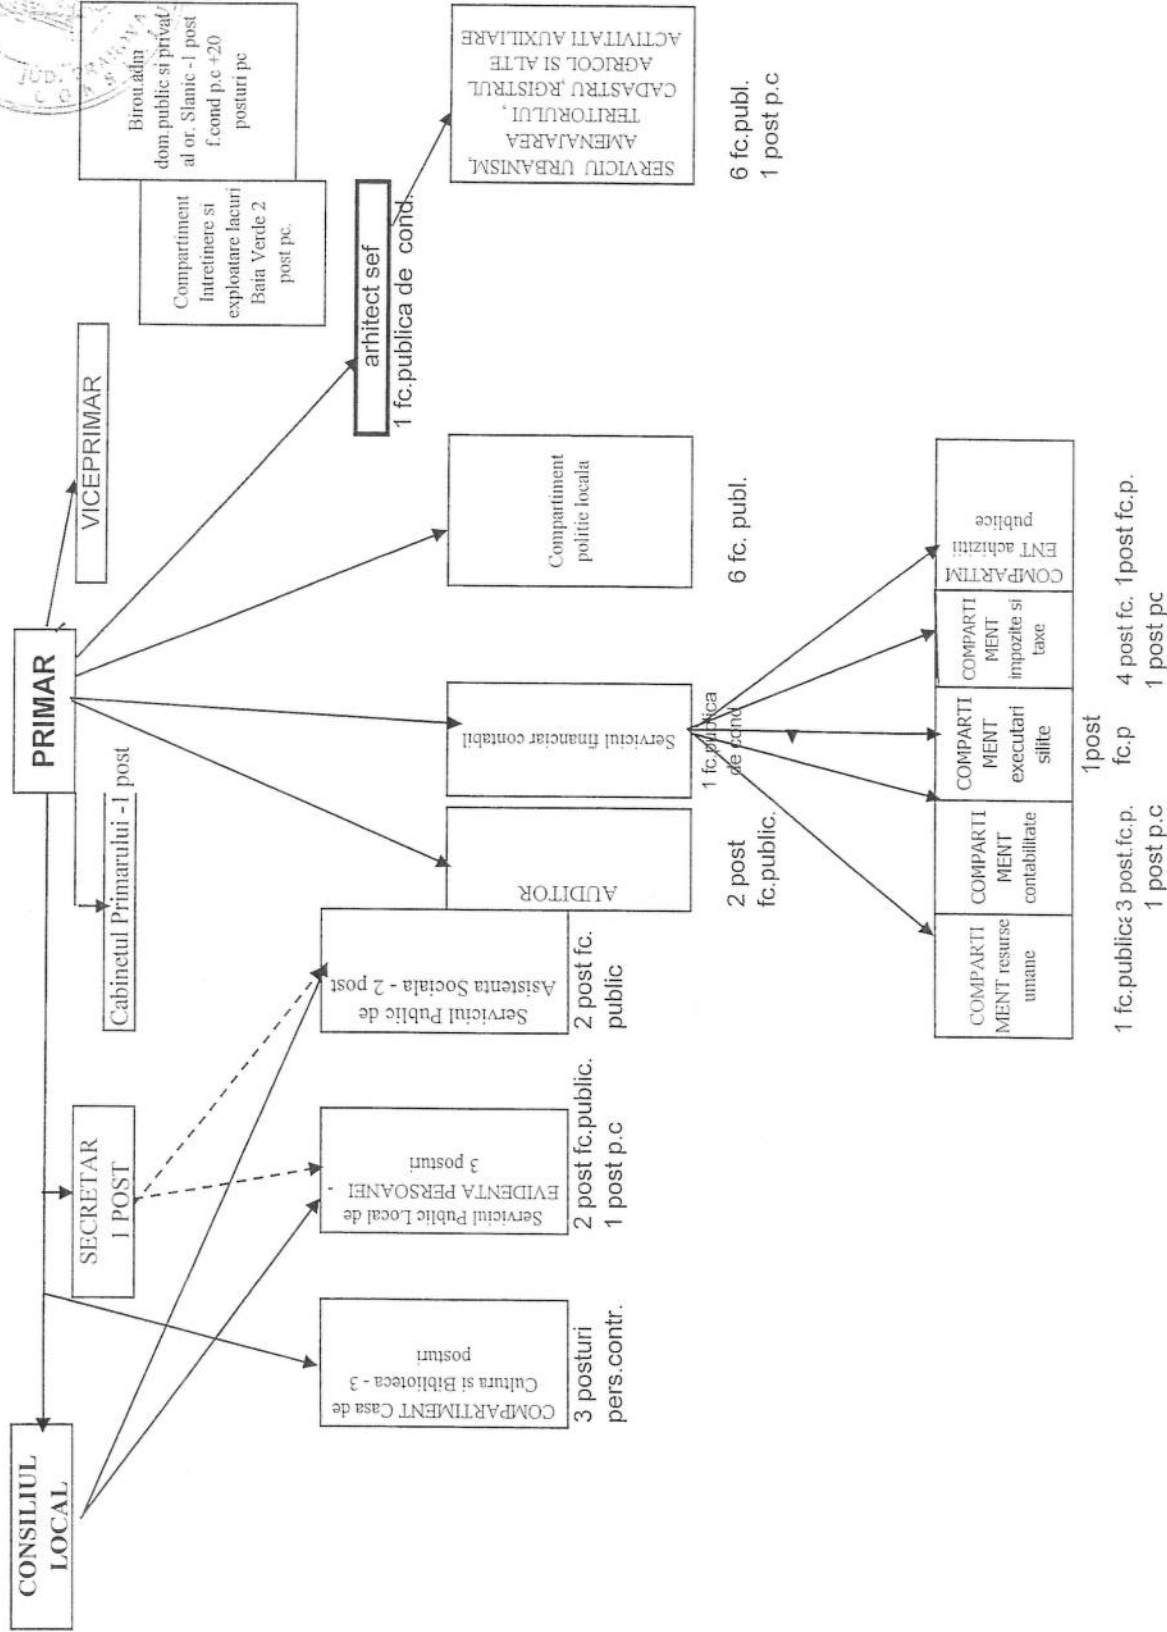 CONSILIUL
LOCAL
PRIMAR
VICEPRIMAR
Cabinetul Primarului -1 post
SECRETAR
1 POST
JUD. PRAHOVA
Birou.adm
dom.public si privat
al or. Slanic -1 post
f.cond p.c +20
posturi pc
Compartiment
Intretinere si
exploatare lacuri
Baia Verde 2
post pc.
arhitect sef
1 fc.publica de cond.
SERVICIU URBANISM,
AMENAJAREA
TERITORULUI ,
CADASTRU ,RGISTRUL
AGRICOL SI ALTE
ACTIVITATI AUXILIARE
6 fc.publ.
1 post p.c
COMPARTIMENT Casa de
Cultura si Biblioteca - 3
posturi
3 posturi
pers.contr.
Serviciul Public Local de
EVIDENTA PERSOANEI -
3 posturi
2 post fc.public.
1 post p.c
Serviciul Public de
Asistenta Sociala - 2 post
2 post fc.
public
AUDITOR
2 post
fc.public.
Serviciul financiar contabil
1 fc.publica
de cond
Compartiment
politie locala
6 fc. publ.
COMPARTI
MENT resurse
umane
1 fc.publica
COMPARTI
MENT
contabilitate
3 post.fc.p.
1 post p.c
COMPARTI
MENT
executari
silite
1post
fc.p
COMPARTI
MENT
impozite si
taxe
4 post fc.
1 post pc
COMPARTIM
ENT achizitii
publice
1post fc.p.